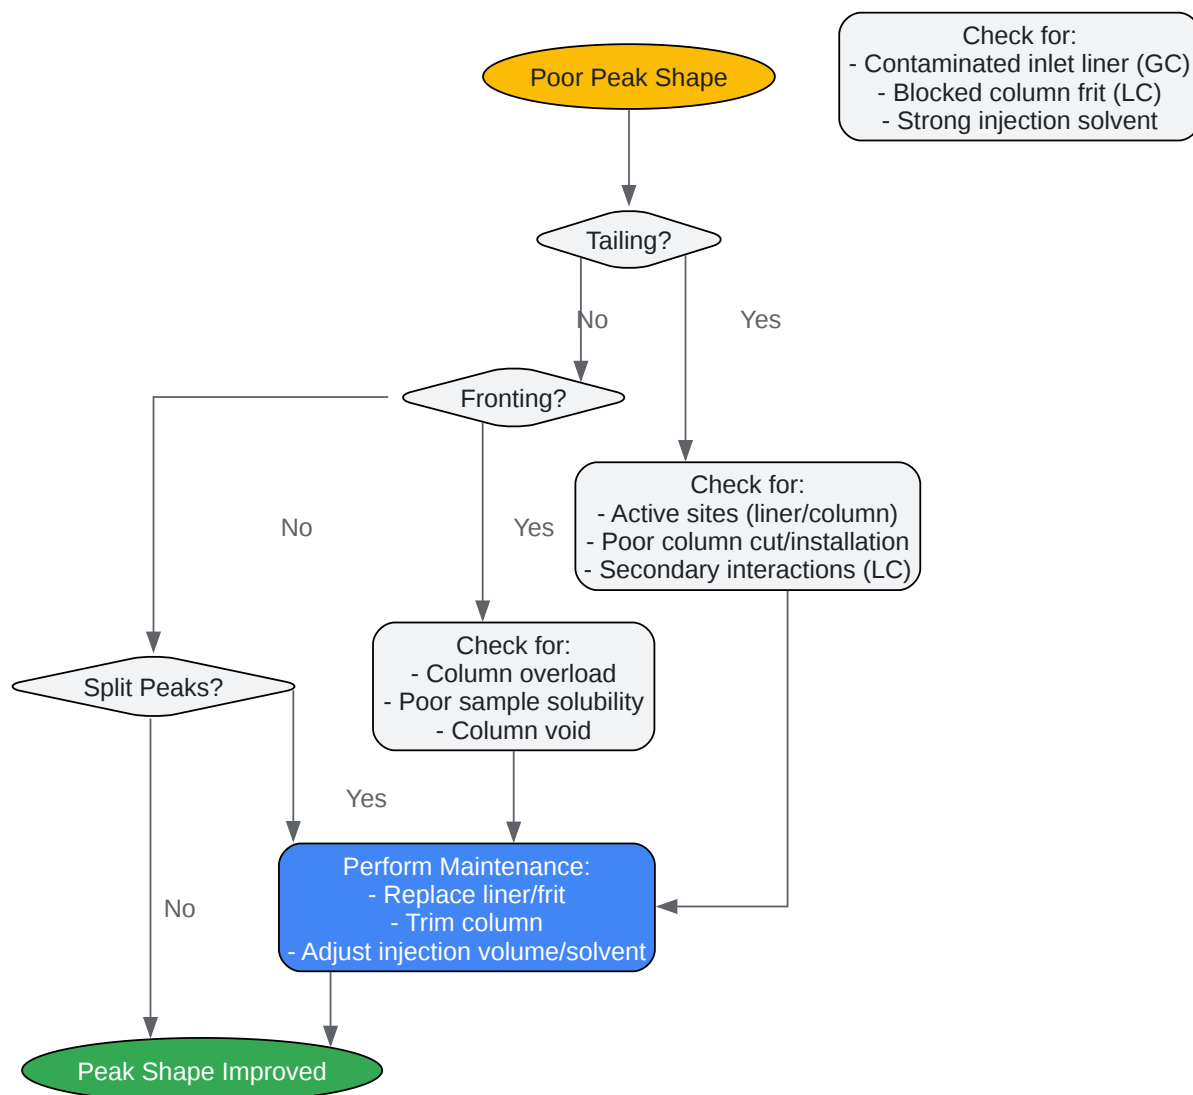 Check for:
- Contaminated inlet liner (GC)
- Blocked column frit (LC)
- Strong injection solvent
Poor Peak Shape
Tailing?
No
Yes
Fronting?
Check for:
- Active sites (liner/column)
- Poor column cut/installation
- Secondary interactions (LC)
No
Yes
Check for:
- Column overload
- Poor sample solubility
- Column void
Split Peaks?
Yes
Perform Maintenance:
- Replace liner/frit
- Trim column
- Adjust injection volume/solvent
No
Peak Shape Improved